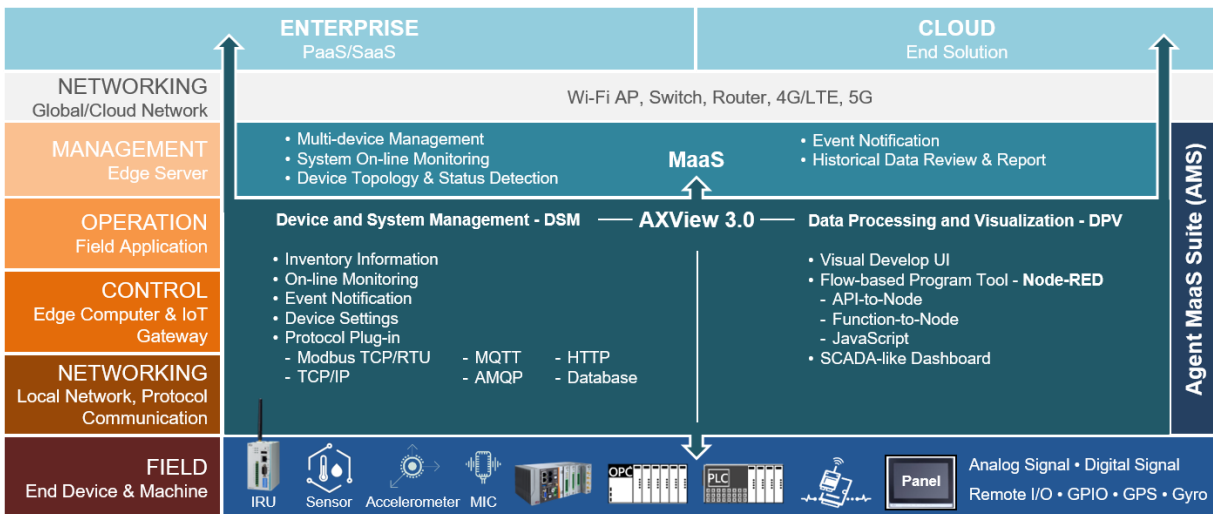 ENTERPRISE
PaaS/SaaS
CLOUD
End Solution
NETWORKING
Global/Cloud Network
Wi-Fi AP, Switch, Router, 4G/LTE, 5G
MANAGEMENT
Edge Server
• Multi-device Management
• System On-line Monitoring
• Device Topology & Status Detection
MaaS
• Event Notification
• Historical Data Review & Report
Agent MaaS Suite (AMS)
OPERATION
Field Application
Device and System Management - DSM
AXView 3.0
Data Processing and Visualization - DPV
• Inventory Information
• On-line Monitoring
• Event Notification
• Device Settings
• Protocol Plug-in
- Modbus TCP/RTU
- TCP/IP
- MQTT
- AMQP
- HTTP
- Database
• Visual Develop UI
• Flow-based Program Tool - Node-RED
- API-to-Node
- Function-to-Node
- JavaScript
• SCADA-like Dashboard
CONTROL
Edge Computer & IoT
Gateway
NETWORKING
Local Network, Protocol
Communication
FIELD
End Device & Machine
IRU
Sensor
Accelerometer
MIC
OPC
PLC
Panel
Analog Signal • Digital Signal
Remote I/O • GPIO • GPS • Gyro